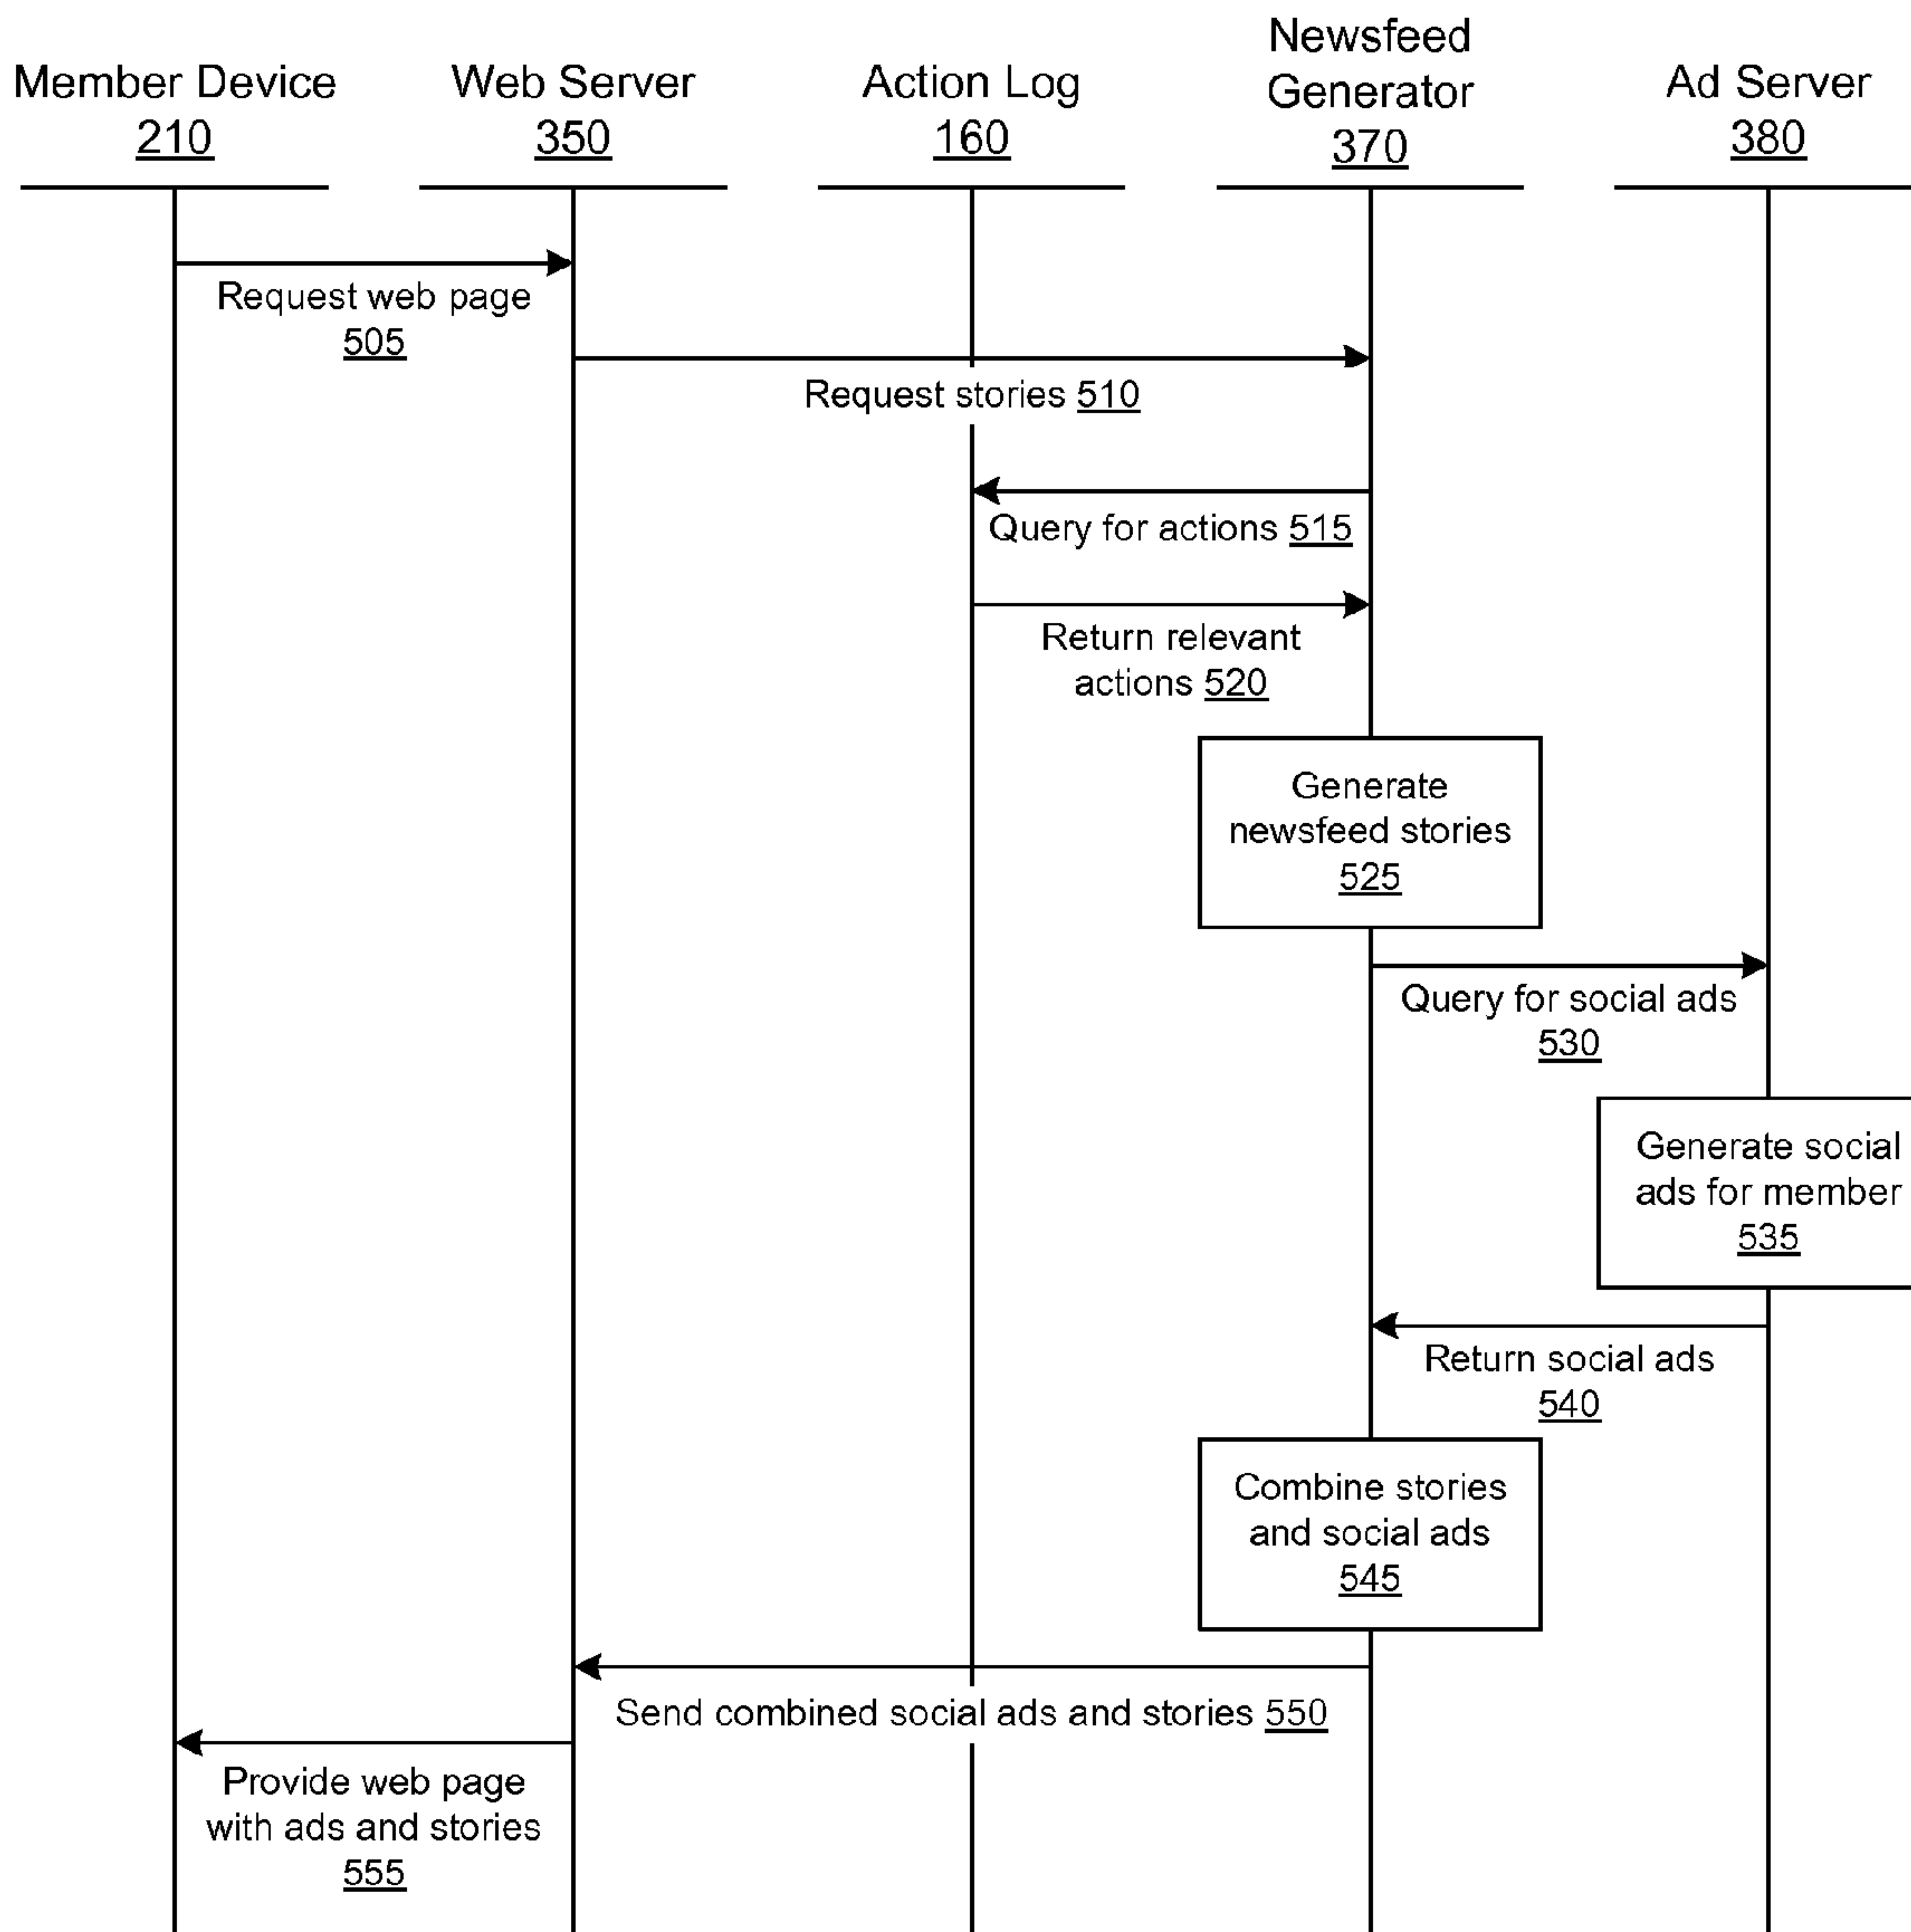 Member Device
210
Web Server
350
Action Log
160
Newsfeed
Generator
370
Ad Server
380
Request web page
505
Request stories 510
Query for actions 515
Return relevant
actions 520
Generate
newsfeed stories
525
Query for social ads
530
Generate social
ads for member
535
Return social ads
540
Combine stories
and social ads
545
Send combined social ads and stories 550
Provide web page
with ads and stories
555